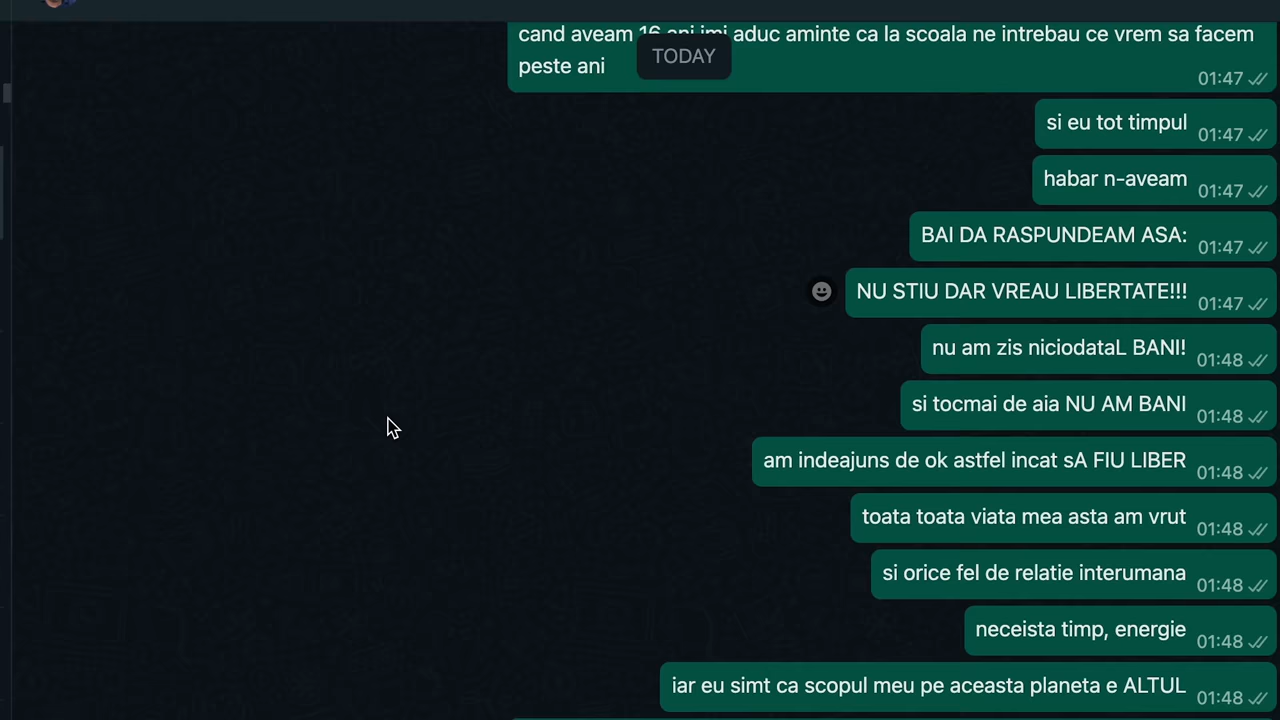 cand aveam 16 ani imi aduc aminte ca la scoala ne intrebau ce vrem sa facem
peste ani
TODAY
01:47
si eu tot timpul 01:47
habar n-aveam 01:47
BAI DA RASPUNDEAM ASA: 01:47
NU STIU DAR VREAU LIBERTATE!!! 01:47
nu am zis niciodataL BANI! 01:48
si tocmai de aia NU AM BANI 01:48
am indeajuns de ok astfel incat sA FIU LIBER 01:48
toata toata viata mea asta am vrut 01:48
si orice fel de relatie interumana 01:48
neceista timp, energie 01:48
iar eu simt ca scopul meu pe aceasta planeta e ALTUL 01:48